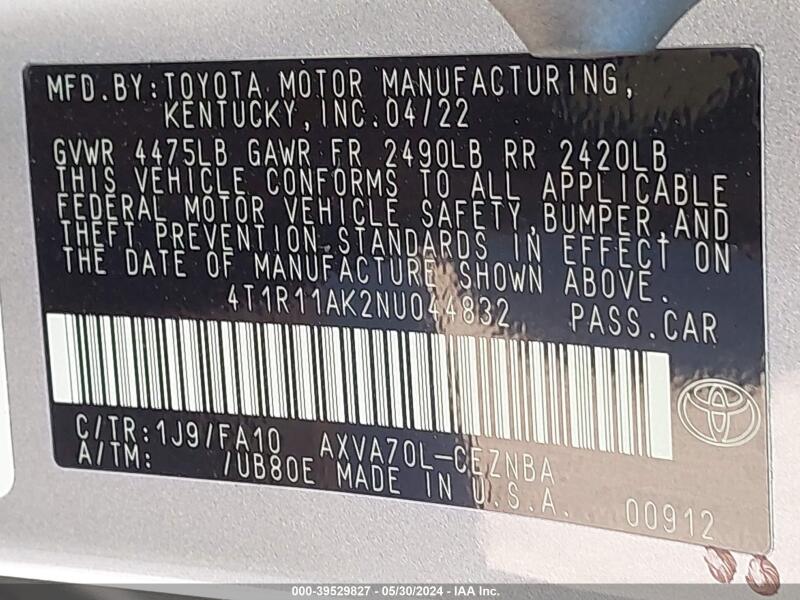 MFD.BY:TOYOTA MOTOR MANUFACTURING,
KENTUCKY, INC. 04/22
GVWR 4475LB GAWR FR 2490LB RR 2420LB
THIS VEHICLE CONFORMS TO ALL APPLICABLE
FEDERAL MOTOR VEHICLE SAFETY, BUMPER, AND
THEFT PREVENTION STANDARDS IN EFFECT ON
THE DATE OF MANUFACTURE SHOWN ABOVE.
4T1R11AK2NU044832 PASS.CAR
C/TR:1J9/FA10 AXVA70L-CEZNBA
A/TM: /UB80E MADE IN U.S.A.
00912
000-39529827 - 05/30/2024 - IAA Inc.